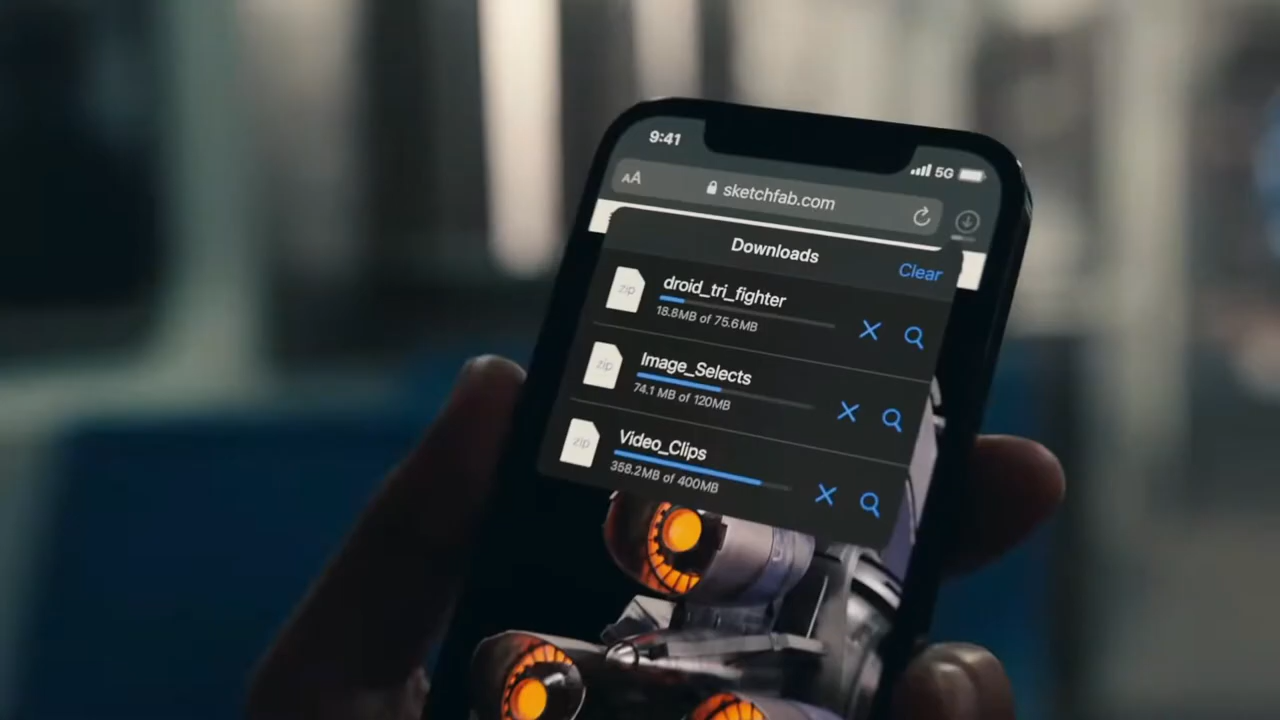 9:41
5G
AA
sketchfab.com
Downloads
Clear
zip
droid_tri_fighter
18.8MB of 75.6MB
zip
Image_Selects
74.1 MB of 120MB
zip
Video_Clips
358.2MB of 400MB